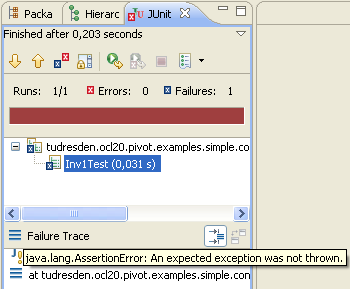 Packa
Hierarc
JUnit
Finished after 0,203 seconds
Runs: 1/1
Errors: 0
Failures: 1
tudresden.ocl20.pivot.examples.simple.co
Inv1Test (0,031 s)
Failure Trace
java.lang.AssertionError: An expected exception was not thrown.
at tudresden.ocl20.pivot.examples.simple.con